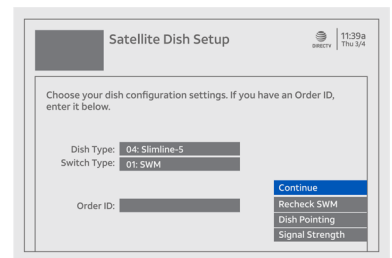 Satellite Dish Setup
DIRECTV
11:39a
Thu 3/4
Choose your dish configuration settings. If you have an Order ID,
enter it below.
Dish Type: 04: Slimline-5
Switch Type: 01: SWM
Order ID:
Continue
Recheck SWM
Dish Pointing
Signal Strength